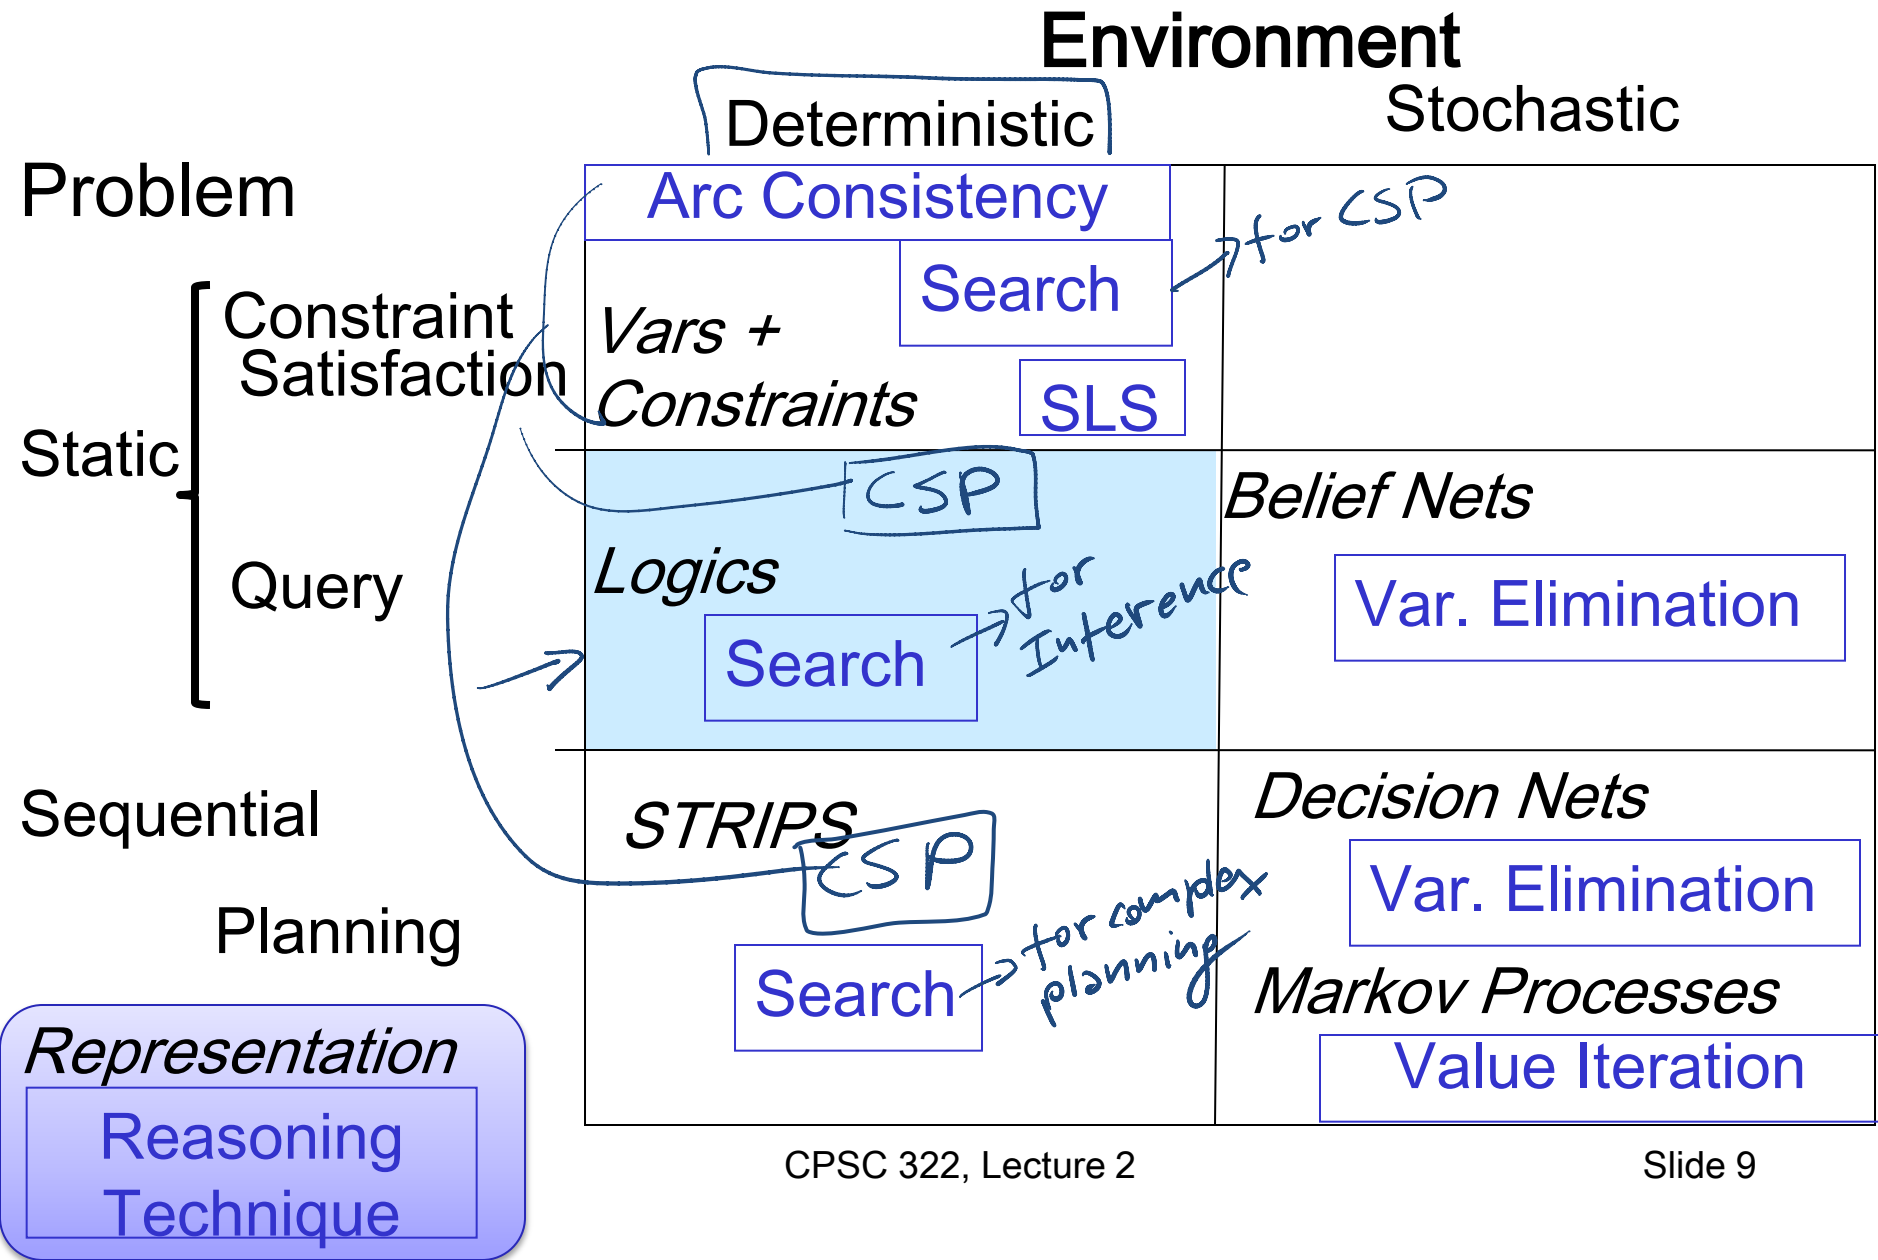 Environment
Deterministic
Stochastic
Problem
Arc Consistency
for CSP
Search
Constraint
Satisfaction
Vars +
Constraints
SLS
Static
CSP
Belief Nets
Query
Logics
for
Inference
Var. Elimination
Search
Sequential
STRIPS
CSP
Decision Nets
Var. Elimination
Planning
for complex
planning
Search
Markov Processes
Value Iteration
Representation
Reasoning
Technique
CPSC 322, Lecture 2
Slide 9